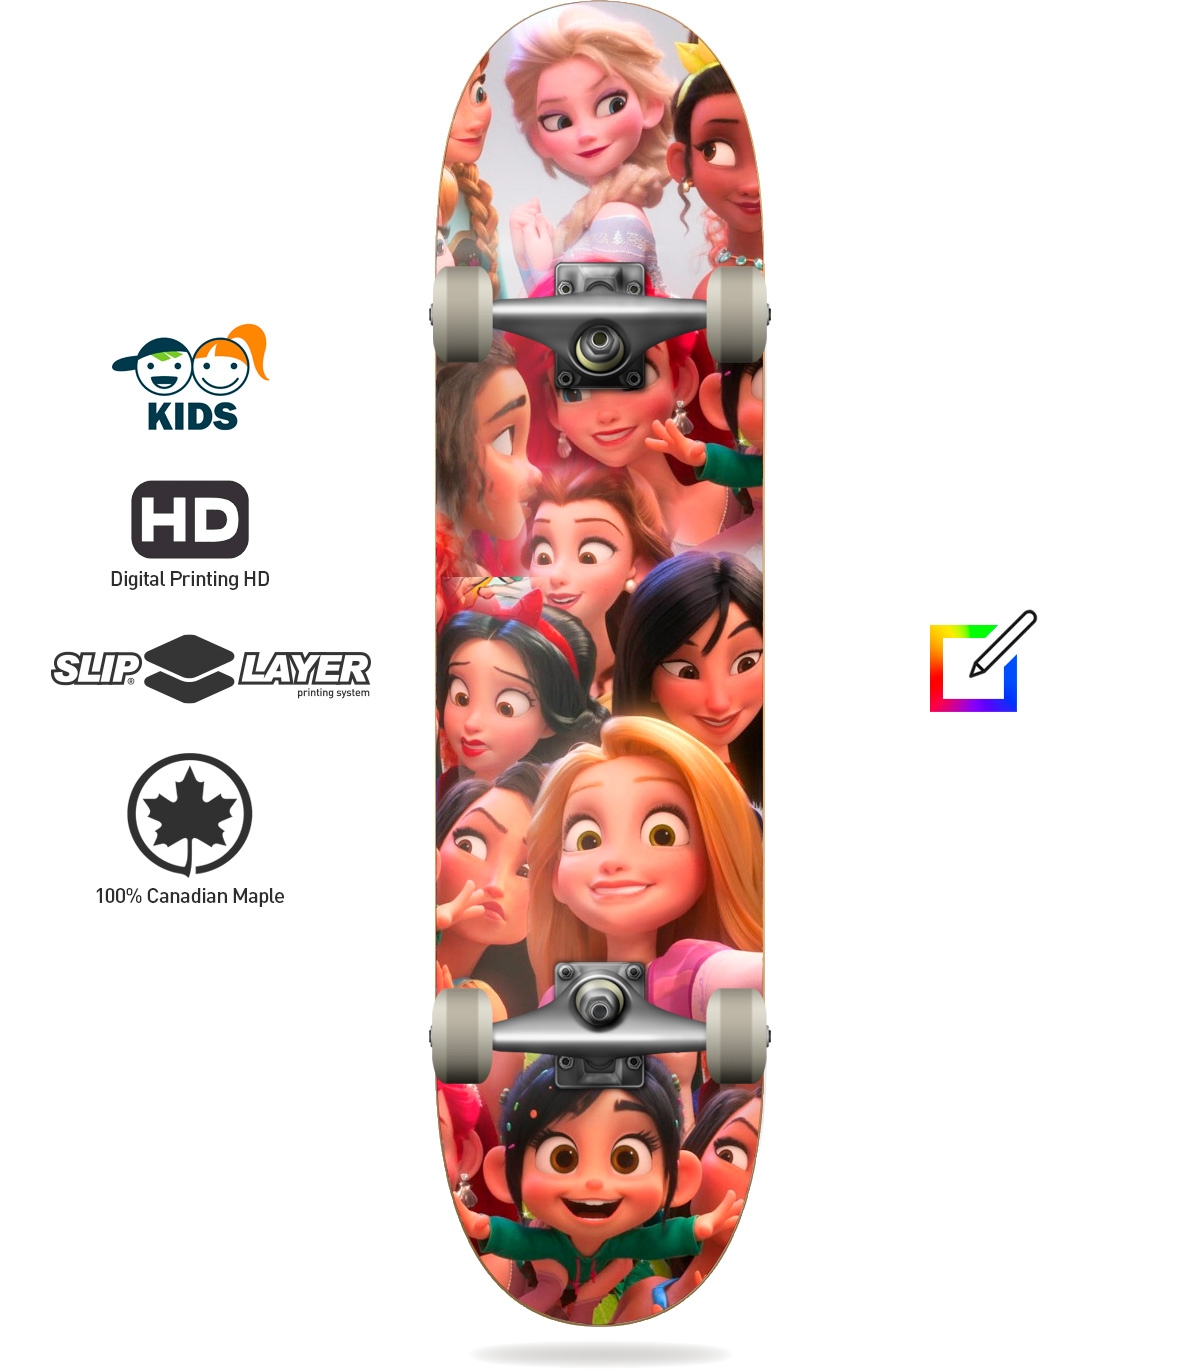 KIDS
HD
Digital Printing HD
SLIP® LAYER
printing system
100% Canadian Maple